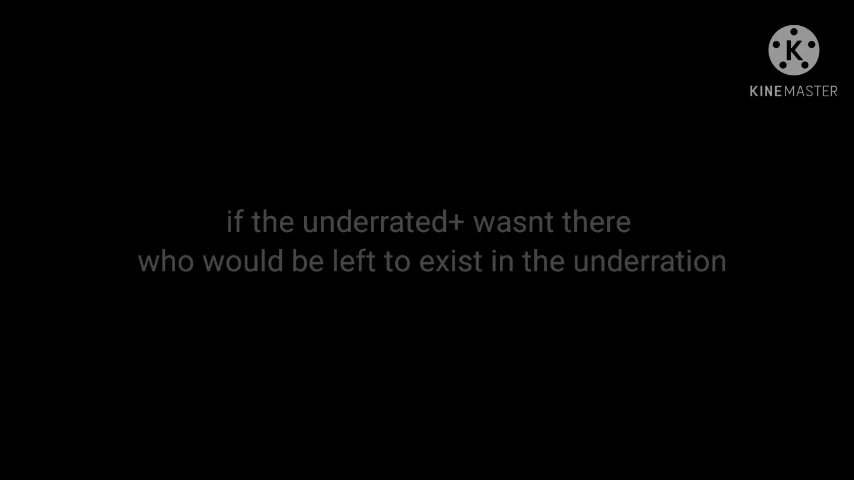 KINEMASTER
if the underrated+ wasnt there
who would be left to exist in the underration